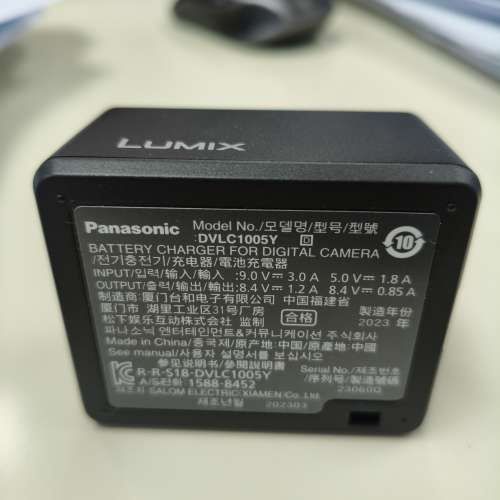 LUMIX
Panasonic Model No./모델명/型号/型號
:DVLC1005Y
BATTERY CHARGER FOR DIGITAL CAMERA
/전기충전기/充电器/電池充電器
INPUT/입력/输入/輸入 :9.0 V⎓ 3.0 A 5.0 V⎓ 1.8 A
OUTPUT/출력/输出/輸出:8.4 V⎓ 1.2 A 8.4 V⎓ 0.85 A
制造商: 厦门台和电子有限公司 中国福建省
厦门市 湖里工业区31号厂房 合格 製造年份
松下娱乐互动株式会社 监制 2023 年
파나소닉 엔터테인먼트&커뮤니케이션 주식회사
Made in China/중국제/原产国:中国/原產地:中國
See manual/사용자 설명서를 보십시오
参见说明书/參閱說明書
R-R-S18-DVLC1005Y
A/S전화 1588-8452
제조자 SALOM ELECTRIC(XIAMEN) Co., Ltd.
제조년월 202303
Serial No./제조번호
/序列号/製造號碼
23060Q
10